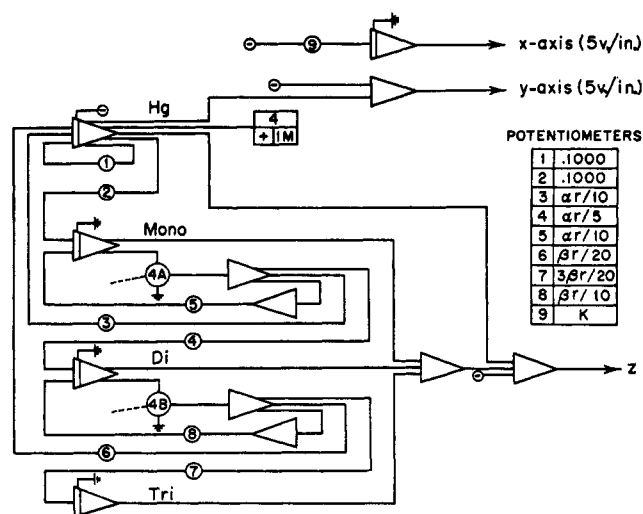 9
x-axis (5v/in.)
y-axis (5v/in.)
Hg
4
+ 1M
POTENTIOMETERS
1 .1000
2 .1000
3 αr/10
4 αr/5
5 αr/10
6 βr/20
7 3βr/20
8 βr/10
9 K
1
2
Mono
4A
5
3
4
Di
4B
8
6
7
Tri
z